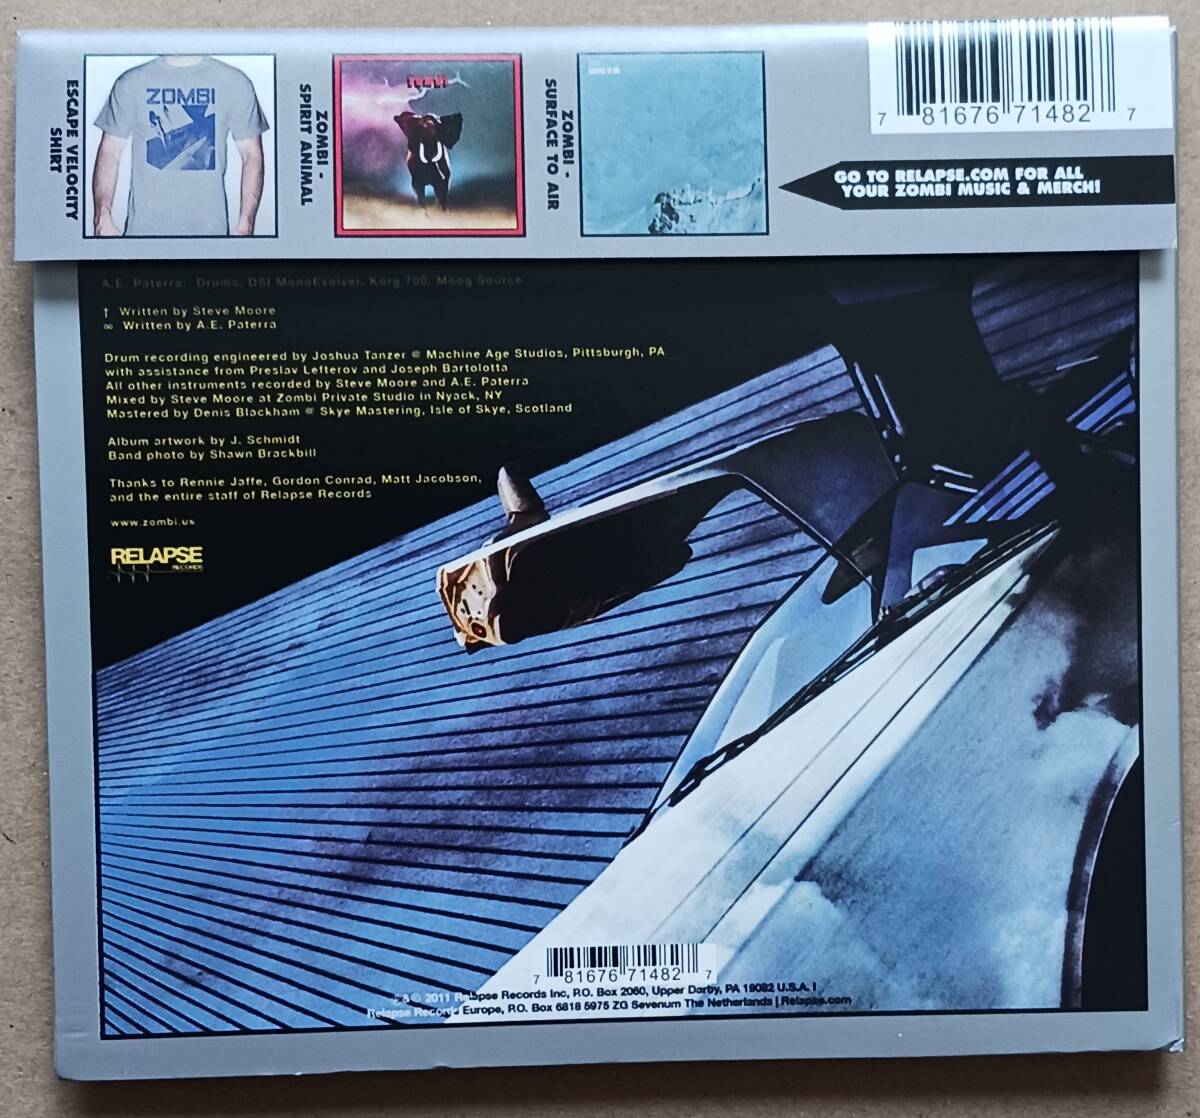 ZOMBI
ESCAPE VELOCITY
SHIRT
ZOMBI
ZOMBI -
SPIRIT ANIMAL
ZOMBI -
SURFACE TO AIR
7 81676 71482 7
GO TO RELAPSE.COM FOR ALL
YOUR ZOMBI MUSIC & MERCH!
A.E. Paterra: Drums, DSI MonoEvolver, Korg 700, Moog Source
† Written by Steve Moore
∞ Written by A.E. Paterra
Drum recording engineered by Joshua Tanzer @ Machine Age Studios, Pittsburgh, PA
with assistance from Preslav Lefterov and Joseph Bartolotta
All other instruments recorded by Steve Moore and A.E. Paterra
Mixed by Steve Moore at Zombi Private Studio in Nyack, NY
Mastered by Denis Blackham @ Skye Mastering, Isle of Skye, Scotland
Album artwork by J. Schmidt
Band photo by Shawn Brackbill
Thanks to Rennie Jaffe, Gordon Conrad, Matt Jacobson,
and the entire staff of Relapse Records
www.zombi.us
RELAPSE
RECORDS
7 81676 71482 7
& © 2011 Relapse Records Inc, P.O. Box 2060, Upper Darby, PA 19082 U.S.A. |
Relapse Records Europe, P.O. Box 6818 5975 ZG Sevenum The Netherlands | Relapse.com